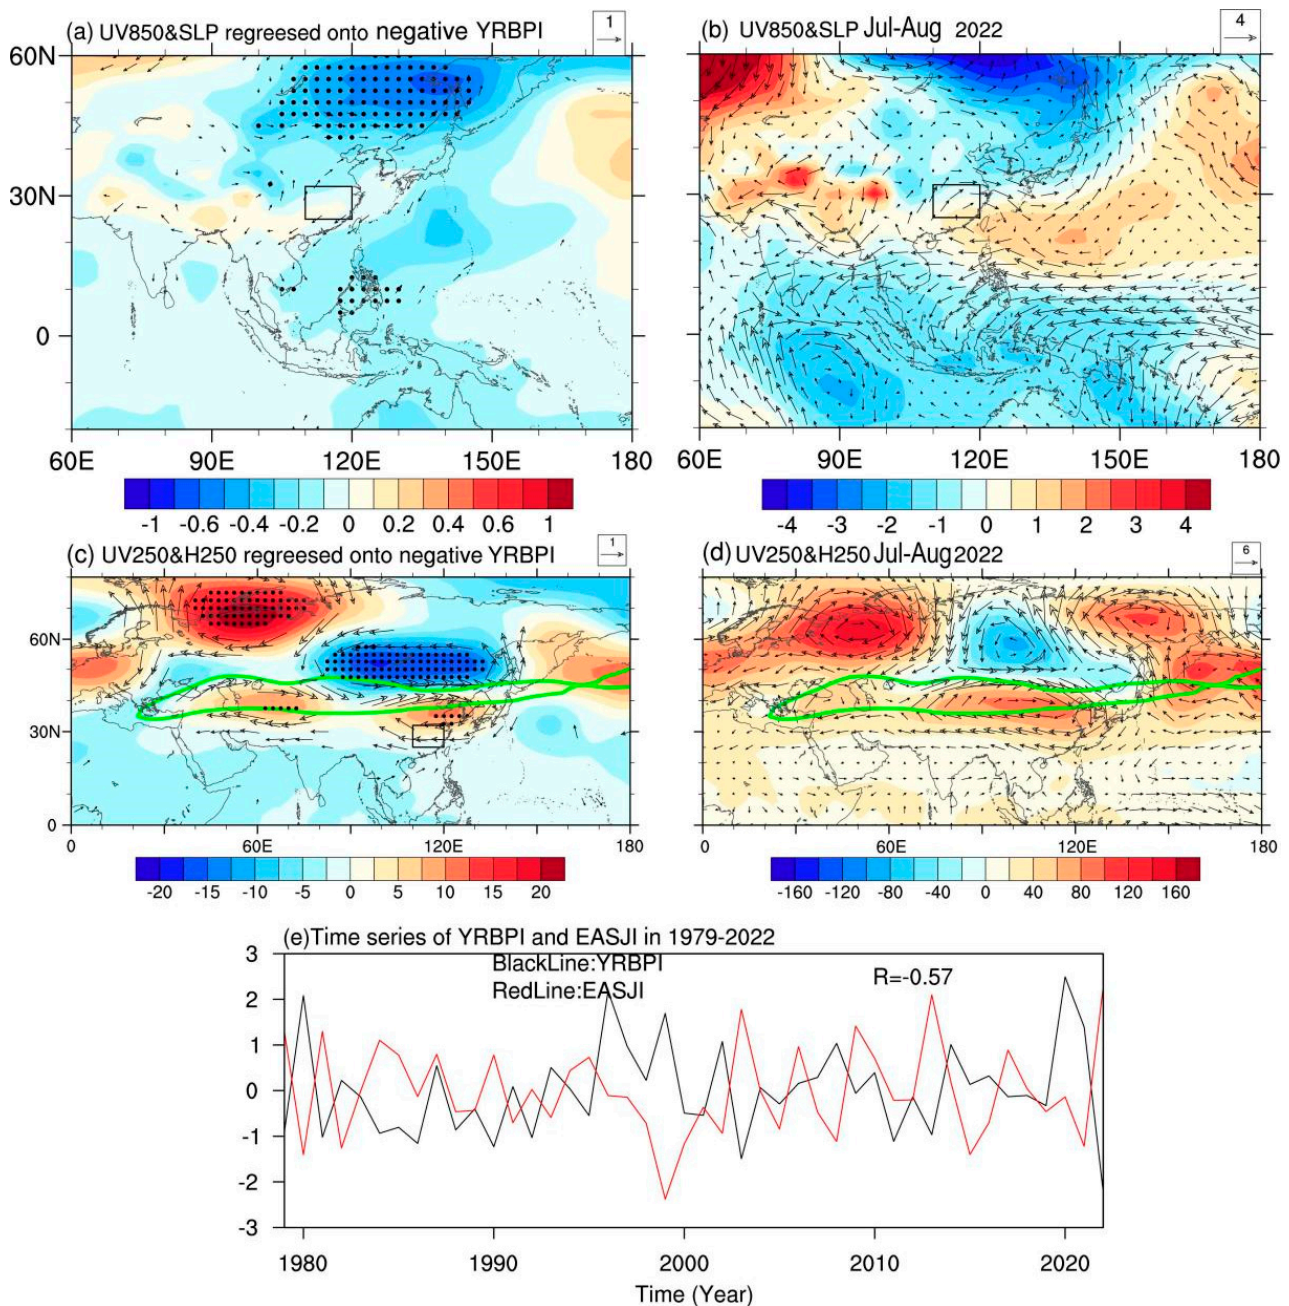 (a) UV850&SLP regreesed onto negative YRBPI
1
(b) UV850&SLP Jul-Aug 2022
4
60N
30N
0
60E 90E 120E 150E 180
60E 90E 120E 150E 180
-1 -0.6 -0.4 -0.2 0 0.2 0.4 0.6 1
-4 -3 -2 -1 0 1 2 3 4
(c) UV250&H250 regreesed onto negative YRBPI
1
(d) UV250&H250 Jul-Aug 2022
6
60N
30N
0
60E 120E 180
0 60E 120E 180
-20 -15 -10 -5 0 5 10 15 20
-160 -120 -80 -40 0 40 80 120 160
(e)Time series of YRBPI and EASJI in 1979-2022
BlackLine:YRBPI
RedLine:EASJI
R=-0.57
3
2
1
0
-1
-2
-3
1980 1990 2000 2010 2020
Time (Year)